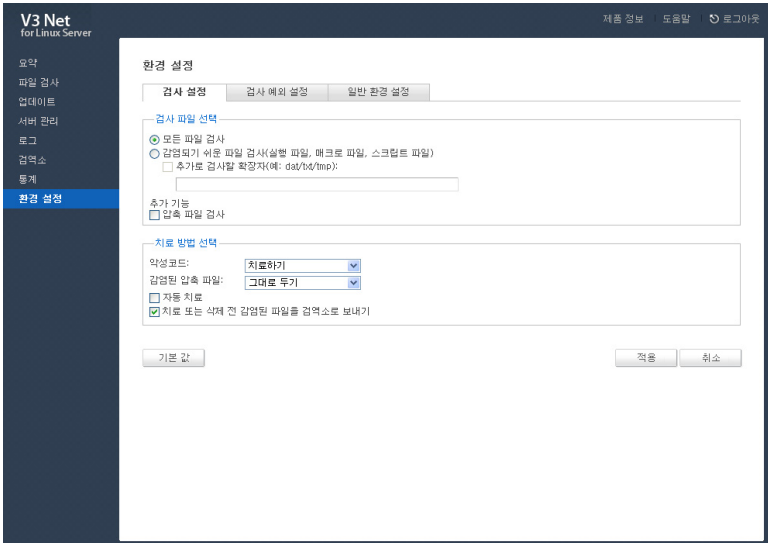 V3 Net
for Linux Server
제품 정보 도움말 로그아웃
요약
파일 검사
업데이트
서버 관리
로그
검역소
통계
환경 설정
환경 설정
검사 설정 검사 예외 설정 일반 환경 설정
검사 파일 선택
모든 파일 검사
감염되기 쉬운 파일 검사(실행 파일, 매크로 파일, 스크립트 파일)
추가로 검사할 확장자(예: dat/txt/tmp):
추가 기능
압축 파일 검사
치료 방법 선택
악성코드: 치료하기
감염된 압축 파일: 그대로 두기
자동 치료
치료 또는 삭제 전 감염된 파일을 검역소로 보내기
기본 값 적용 취소